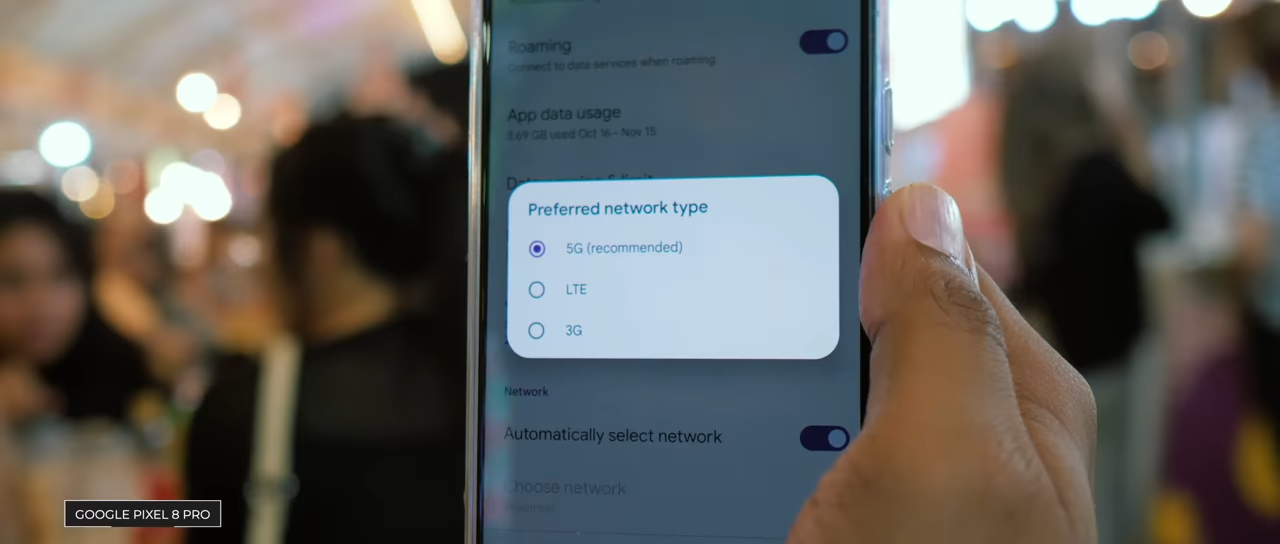 Roaming
Connect to data services when roaming
App data usage
3.69 GB used Oct 16 – Nov 15
Preferred network type
5G (recommended)
LTE
3G
Network
Automatically select network
Choose network
GOOGLE PIXEL 8 PRO